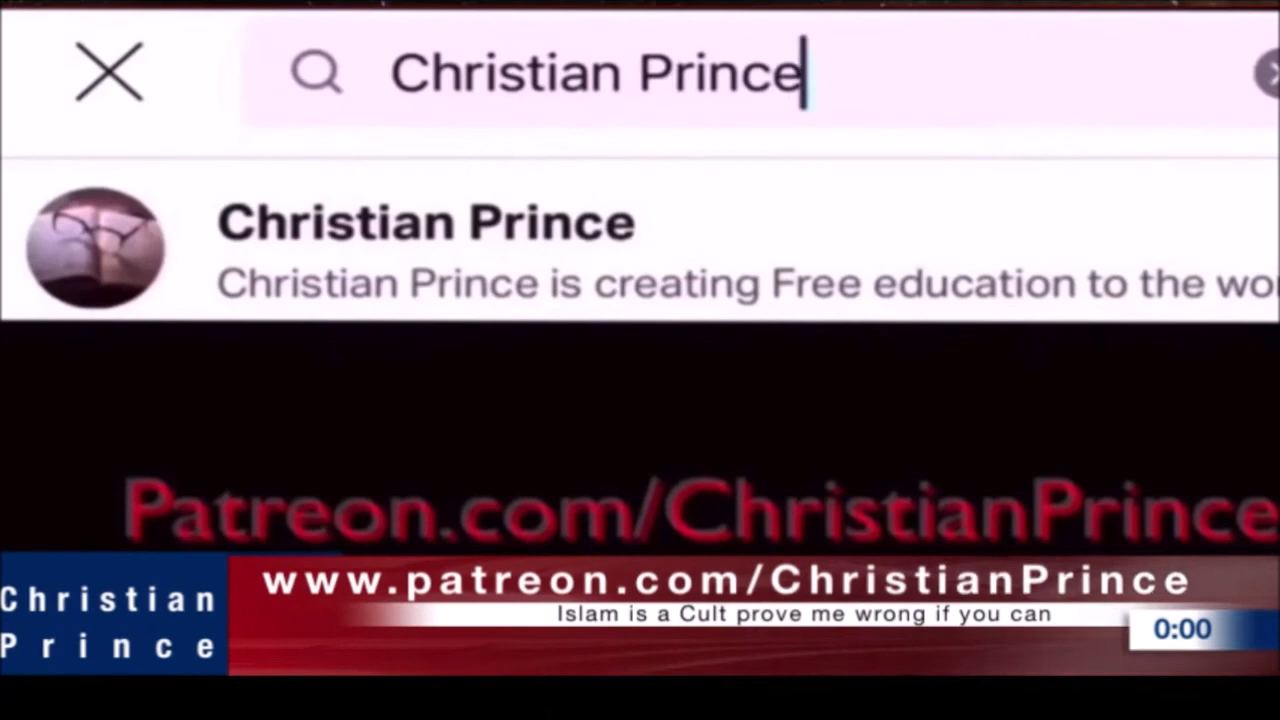 Christian Prince
Christian Prince
Christian Prince is creating Free education to the
Patreon.com/ChristianPrince
www.patreon.com/ChristianPrince
Islam is a Cult prove me wrong if you can
Christian
Prince
0:00